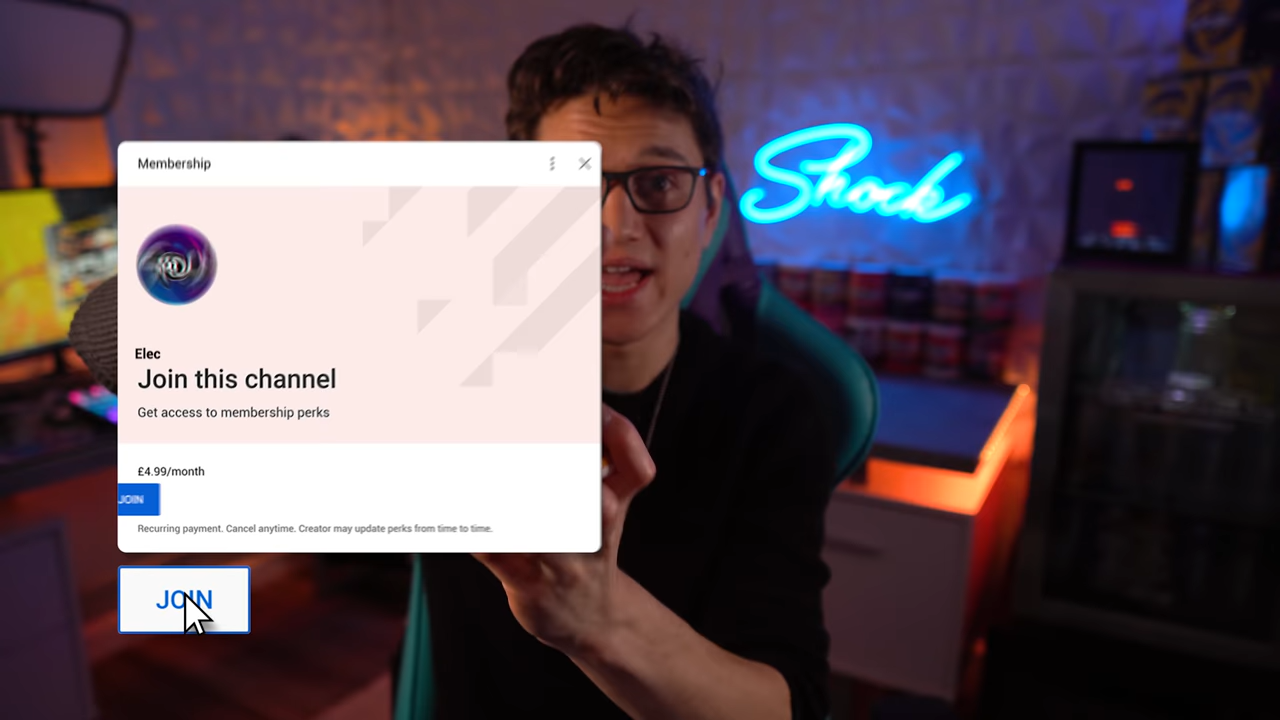 Membership
Shock
Elec
Join this channel
Get access to membership perks
£4.99/month
JOIN
Recurring payment. Cancel anytime. Creator may update perks from time to time.
JOIN